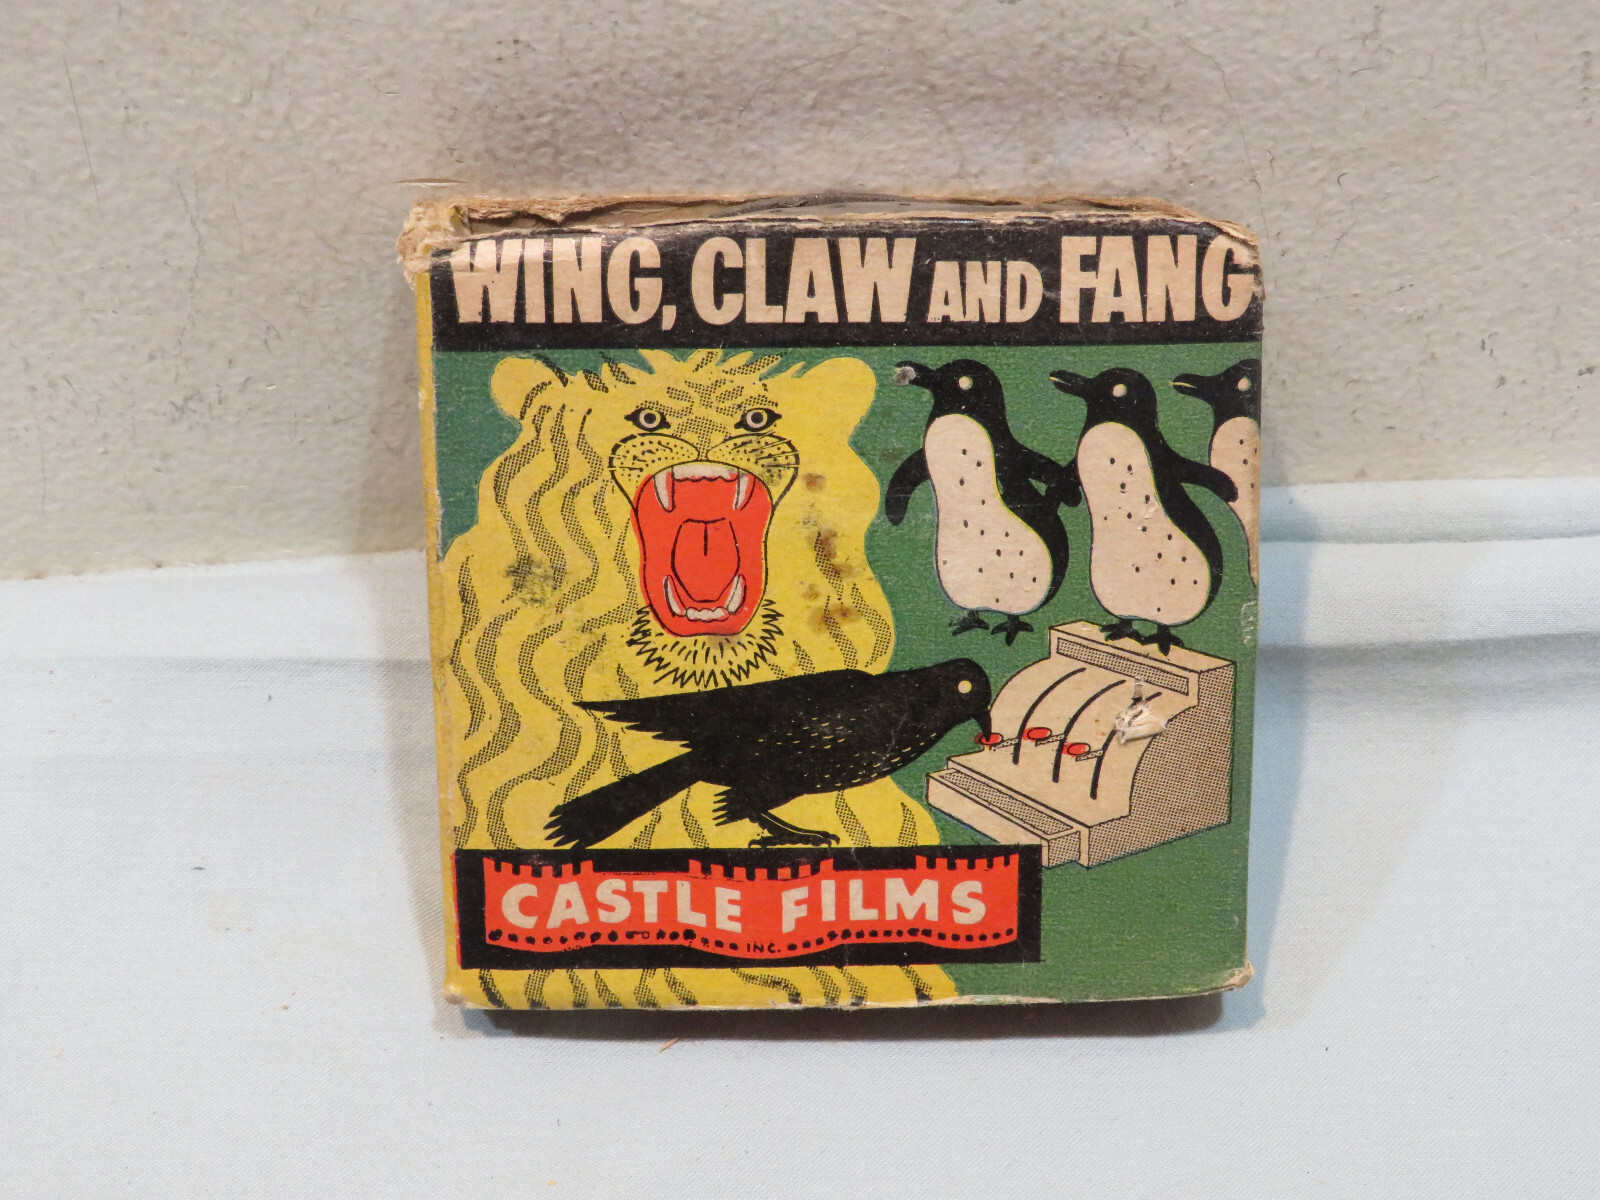 WING, CLAW AND FANG
CASTLE FILMS
INC.